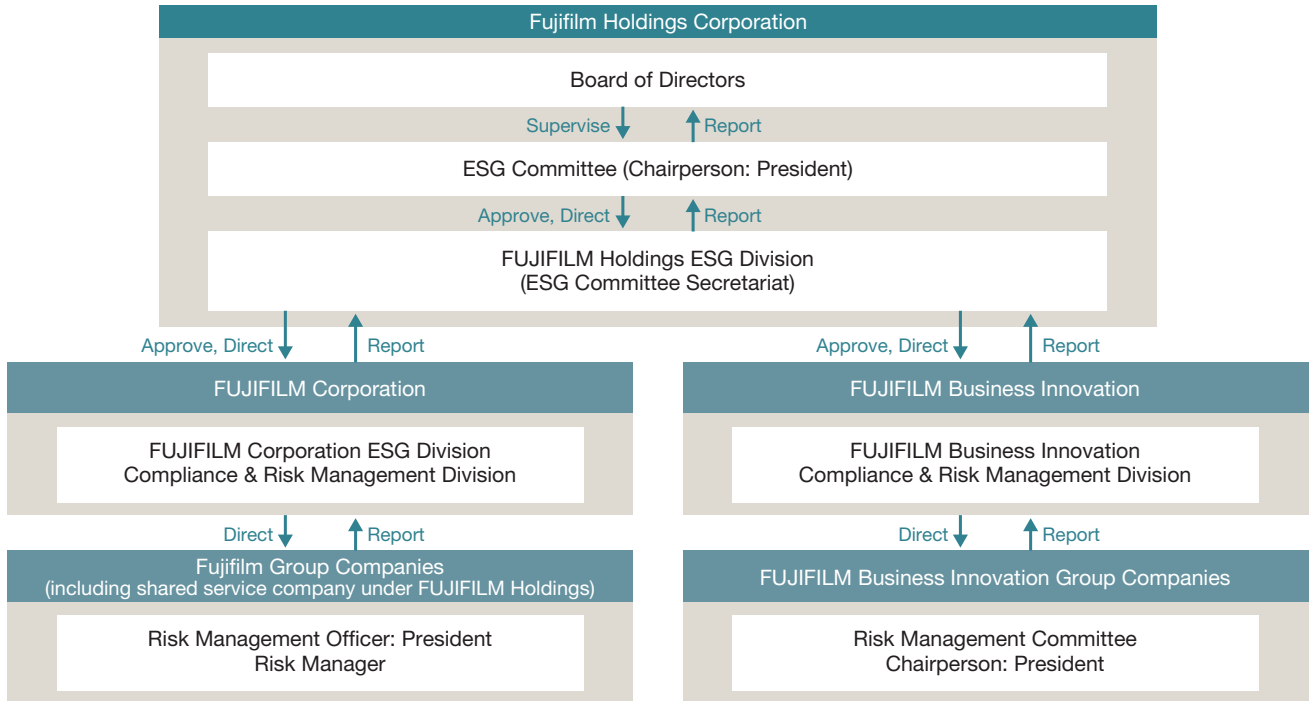 Fujifilm Holdings Corporation
Board of Directors
Supervise
Report
ESG Committee (Chairperson: President)
Approve, Direct
Report
FUJIFILM Holdings ESG Division
(ESG Committee Secretariat)
Approve, Direct
Report
Approve, Direct
Report
FUJIFILM Corporation
FUJIFILM Corporation ESG Division
Compliance & Risk Management Division
Direct
Report
Fujifilm Group Companies
(including shared service company under FUJIFILM Holdings)
Risk Management Officer: President
Risk Manager
FUJIFILM Business Innovation
FUJIFILM Business Innovation
Compliance & Risk Management Division
Direct
Report
FUJIFILM Business Innovation Group Companies
Risk Management Committee
Chairperson: President